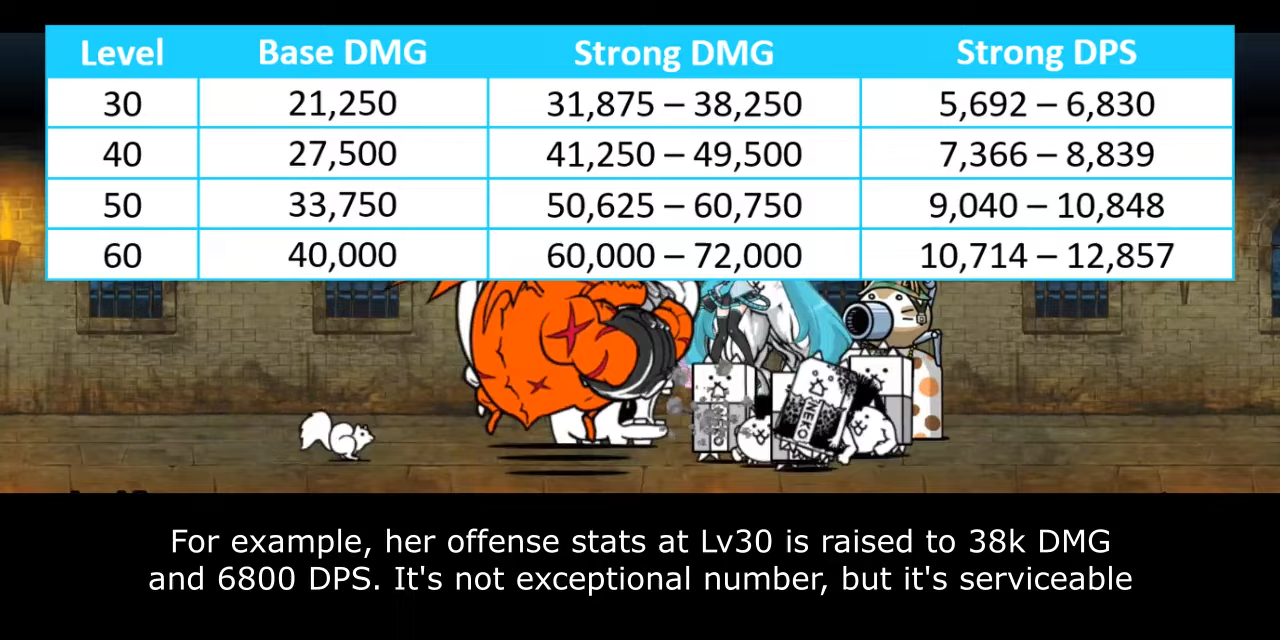 Level Base DMG Strong DMG Strong DPS
30 21,250 31,875 – 38,250 5,692 – 6,830
40 27,500 41,250 – 49,500 7,366 – 8,839
50 33,750 50,625 – 60,750 9,040 – 10,848
60 40,000 60,000 – 72,000 10,714 – 12,857
NEKO
For example, her offense stats at Lv30 is raised to 38k DMG
and 6800 DPS. It's not exceptional number, but it's serviceable